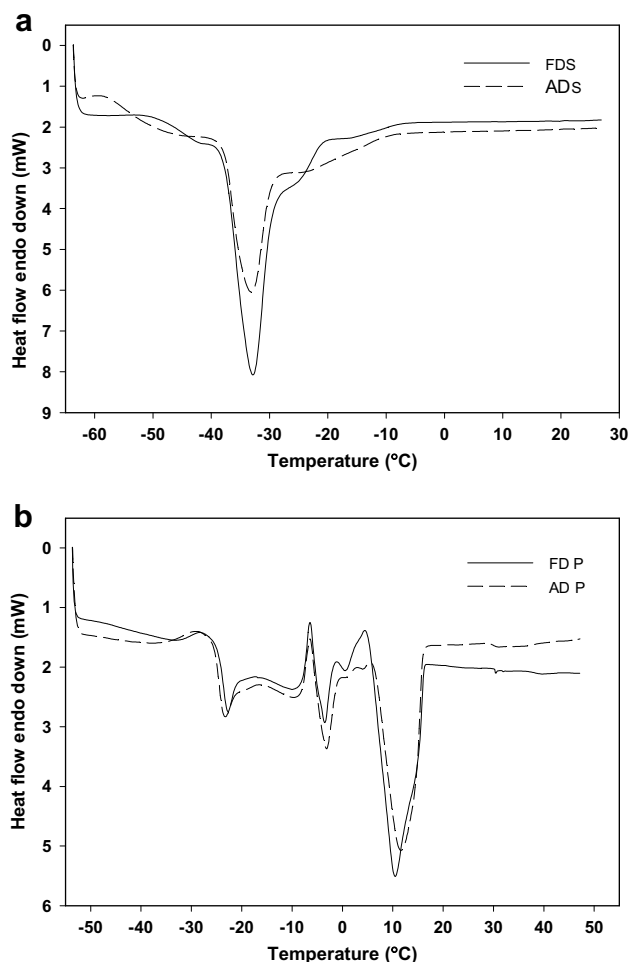 a
0
1
2
3
4
5
6
7
8
9
Heat flow endo down (mW)
FDS
ADS
-60 -50 -40 -30 -20 -10 0 10 20 30
Temperature (°C)
b
0
1
2
3
4
5
6
Heat flow endo down (mW)
FD P
AD P
-50 -40 -30 -20 -10 0 10 20 30 40 50
Temperature (°C)